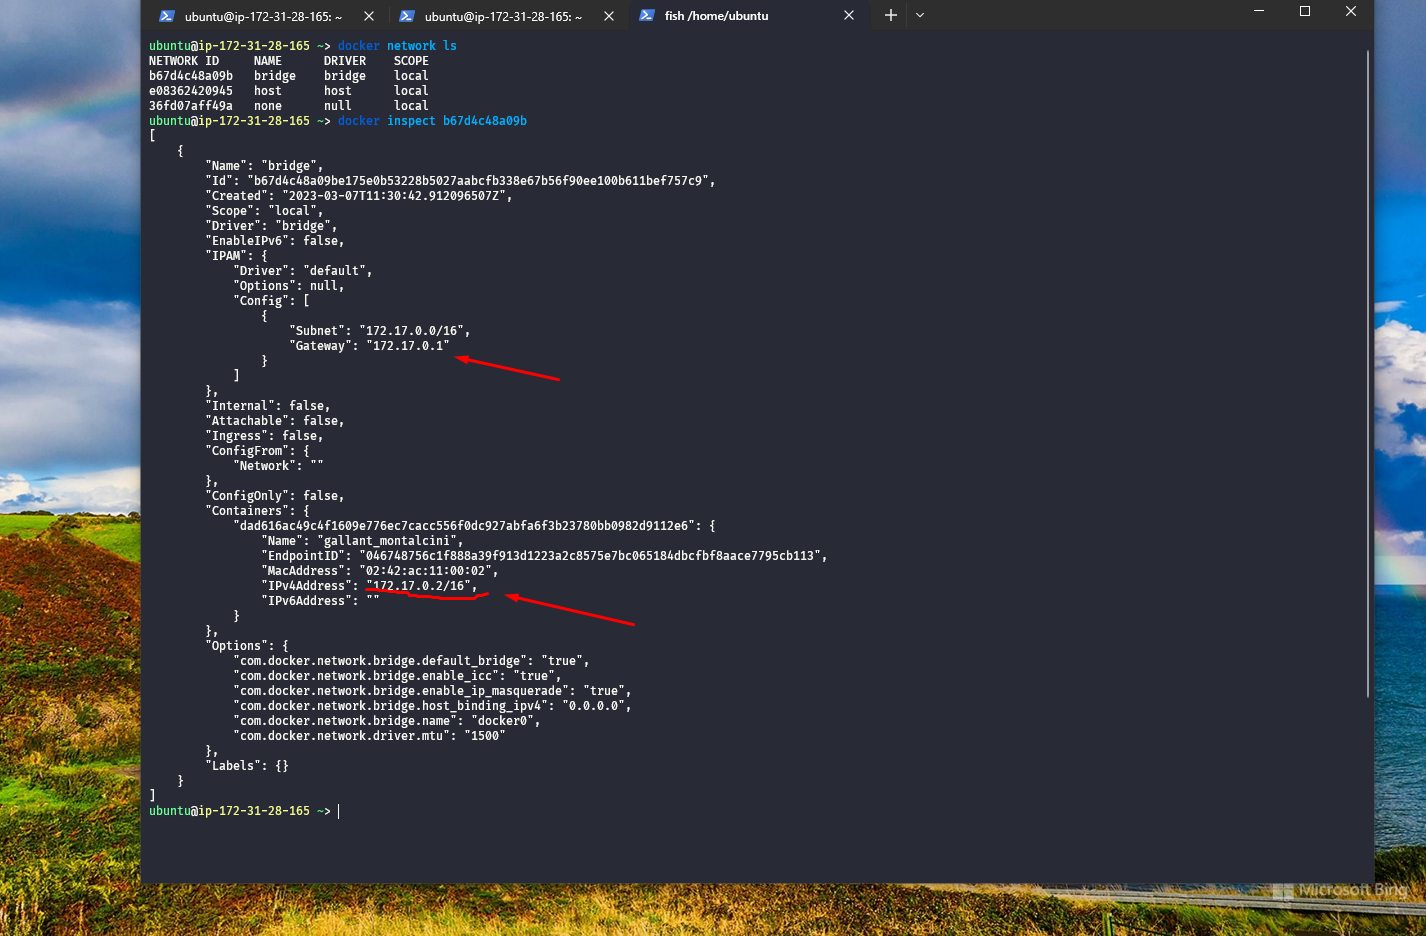 ubuntu@ip-172-31-28-165: ~
ubuntu@ip-172-31-28-165: ~
fish /home/ubuntu
ubuntu@ip-172-31-28-165 ~> docker network ls
NETWORK ID     NAME      DRIVER    SCOPE
b67d4c48a09b   bridge    bridge    local
e08362420945   host      host      local
36fd07aff49a   none      null      local
ubuntu@ip-172-31-28-165 ~> docker inspect b67d4c48a09b
[
    {
        "Name": "bridge",
        "Id": "b67d4c48a09be175e0b53228b5027aabcfb338e67b56f90ee100b611bef757c9",
        "Created": "2023-03-07T11:30:42.912096507Z",
        "Scope": "local",
        "Driver": "bridge",
        "EnableIPv6": false,
        "IPAM": {
            "Driver": "default",
            "Options": null,
            "Config": [
                {
                    "Subnet": "172.17.0.0/16",
                    "Gateway": "172.17.0.1"
                }
            ]
        },
        "Internal": false,
        "Attachable": false,
        "Ingress": false,
        "ConfigFrom": {
            "Network": ""
        },
        "ConfigOnly": false,
        "Containers": {
            "dad616ac49c4f1609e776ec7cacc556f0dc927abfa6f3b23780bb0982d9112e6": {
                "Name": "gallant_montalcini",
                "EndpointID": "046748756c1f888a39f913d1223a2c8575e7bc065184dbcfbf8aace7795cb113",
                "MacAddress": "02:42:ac:11:00:02",
                "IPv4Address": "172.17.0.2/16",
                "IPv6Address": ""
            }
        },
        "Options": {
            "com.docker.network.bridge.default_bridge": "true",
            "com.docker.network.bridge.enable_icc": "true",
            "com.docker.network.bridge.enable_ip_masquerade": "true",
            "com.docker.network.bridge.host_binding_ipv4": "0.0.0.0",
            "com.docker.network.bridge.name": "docker0",
            "com.docker.network.driver.mtu": "1500"
        },
        "Labels": {}
    }
]
ubuntu@ip-172-31-28-165 ~>
Microsoft Bing